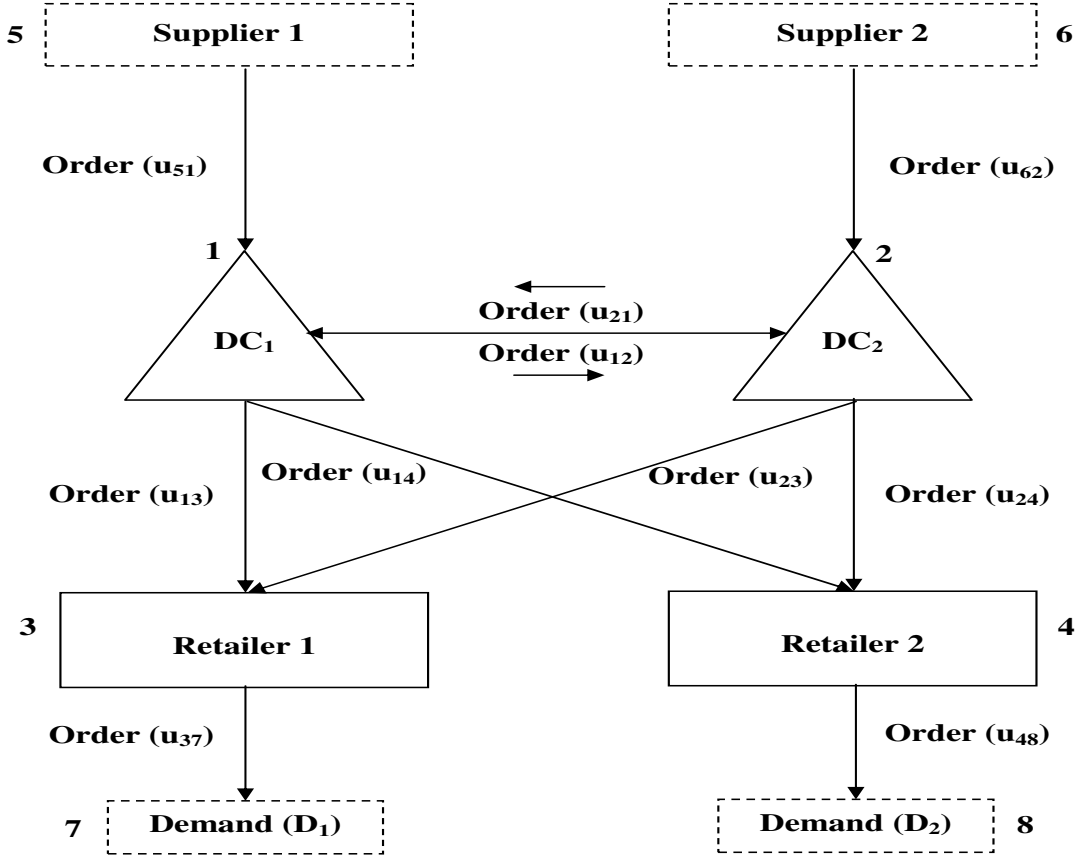 5 Supplier 1 Supplier 2 6
Order (u₅₁) Order (u₆₂)
1 2
Order (u₂₁)
DC₁ DC₂
Order (u₁₂)
Order (u₁₄) Order (u₂₃)
Order (u₁₃) Order (u₂₄)
3 Retailer 1 Retailer 2 4
Order (u₃₇) Order (u₄₈)
7 Demand (D₁) Demand (D₂) 8